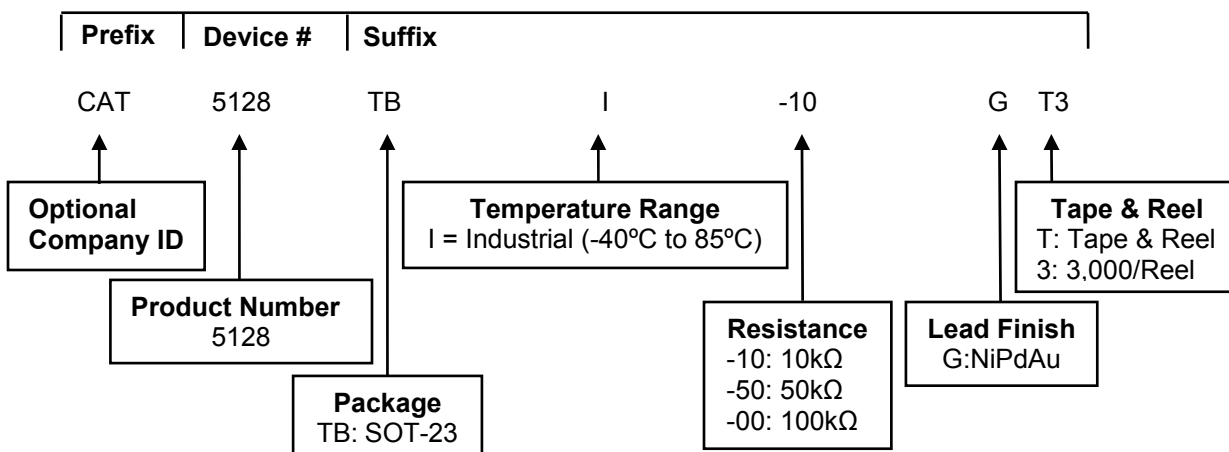 Prefix Device # Suffix
CAT 5128 TB I -10 G T3
Optional
Company ID
Product Number
5128
Package
TB: SOT-23
Temperature Range
I = Industrial (-40ºC to 85ºC)
Resistance
-10: 10kΩ
-50: 50kΩ
-00: 100kΩ
Lead Finish
G:NiPdAu
Tape & Reel
T: Tape & Reel
3: 3,000/Reel